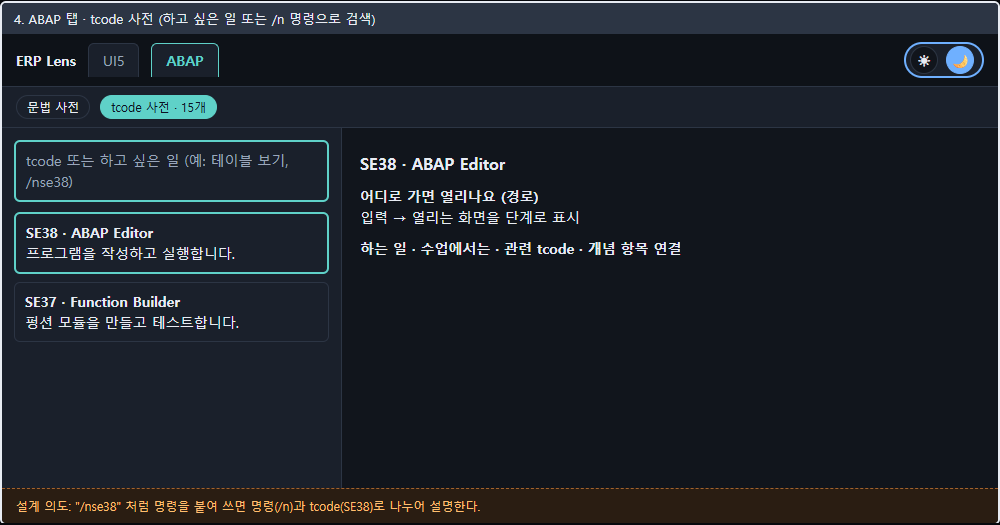 4. ABAP 탭 · tcode 사전 (하고 싶은 일 또는 /n 명령으로 검색)
ERP Lens UI5 ABAP
문법 사전 tcode 사전 · 15개
tcode 또는 하고 싶은 일 (예: 테이블 보기,
/nse38)
SE38 · ABAP Editor
프로그램을 작성하고 실행합니다.
SE37 · Function Builder
펑션 모듈을 만들고 테스트합니다.
SE38 · ABAP Editor
어디로 가면 열리나요 (경로)
입력 → 열리는 화면을 단계로 표시
하는 일 · 수업에서는 · 관련 tcode · 개념 항목 연결
설계 의도: "/nse38" 처럼 명령을 붙여 쓰면 명령(/n)과 tcode(SE38)로 나누어 설명한다.